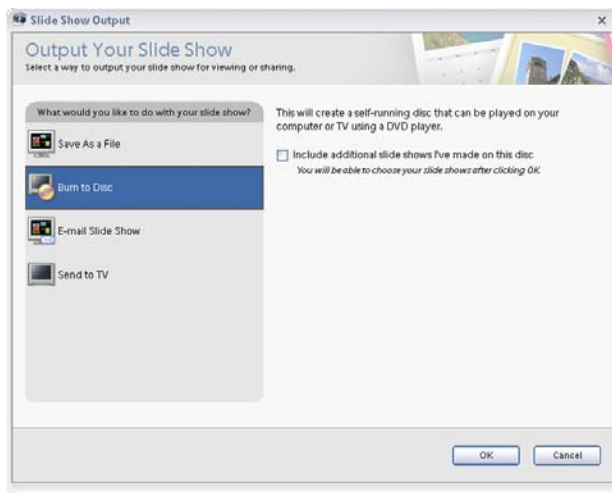 Slide Show Output
Output Your Slide Show
Select a way to output your slide show for viewing or sharing.
What would you like to do with your slide show?
Save As a File
Burn to Disc
E-mail Slide Show
Send to TV
This will create a self-running disc that can be played on your
computer or TV using a DVD player.
Include additional slide shows I've made on this disc
You will be able to choose your slide shows after clicking OK.
OK
Cancel